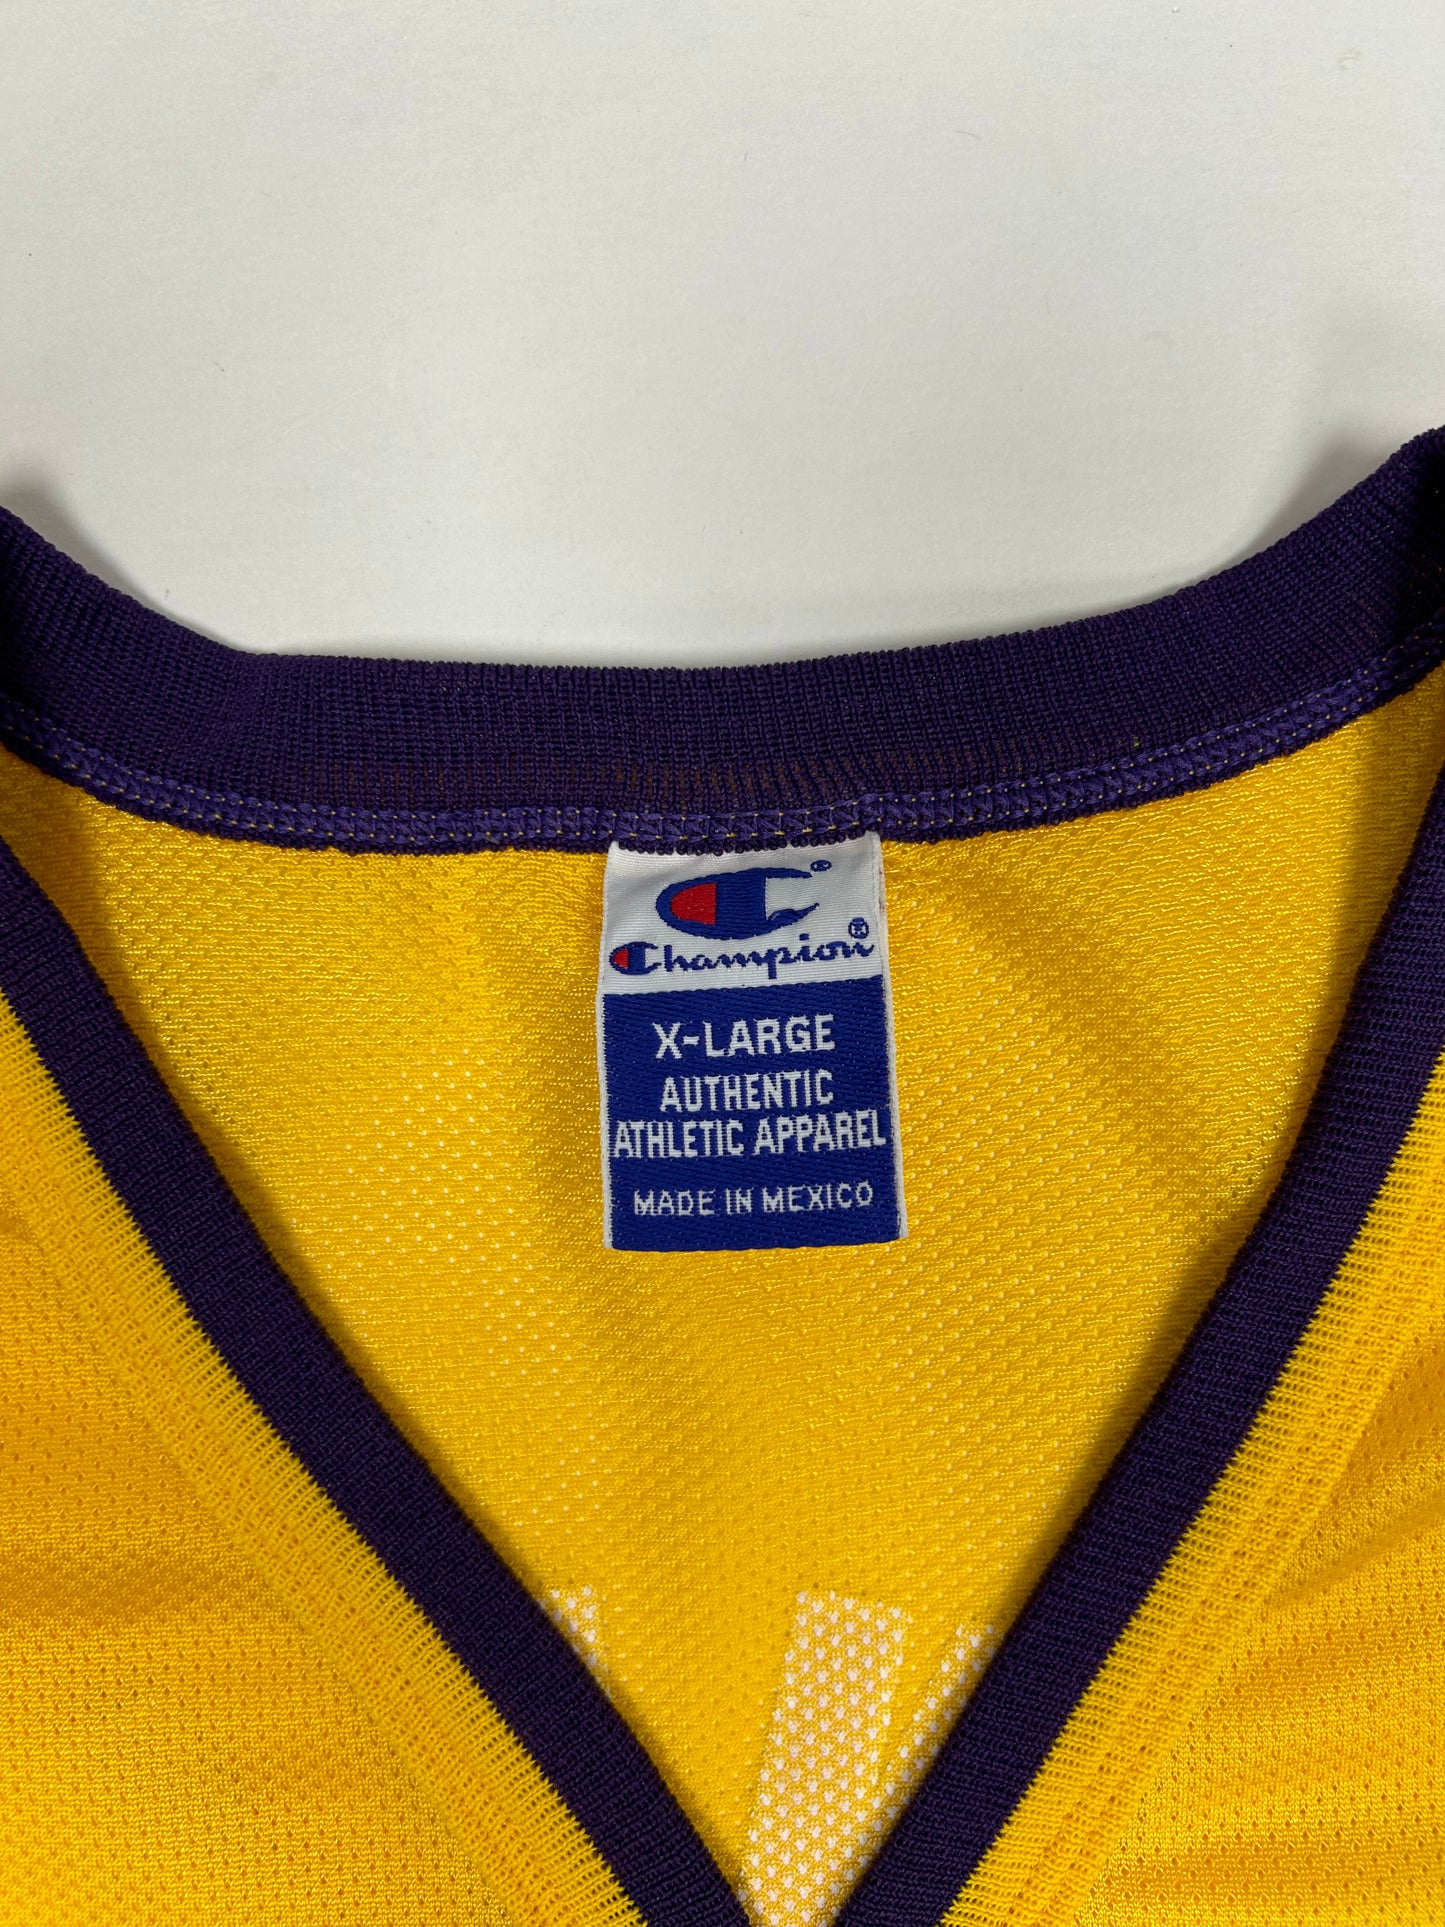 Champion®
X-LARGE
AUTHENTIC
ATHLETIC APPAREL
MADE IN MEXICO